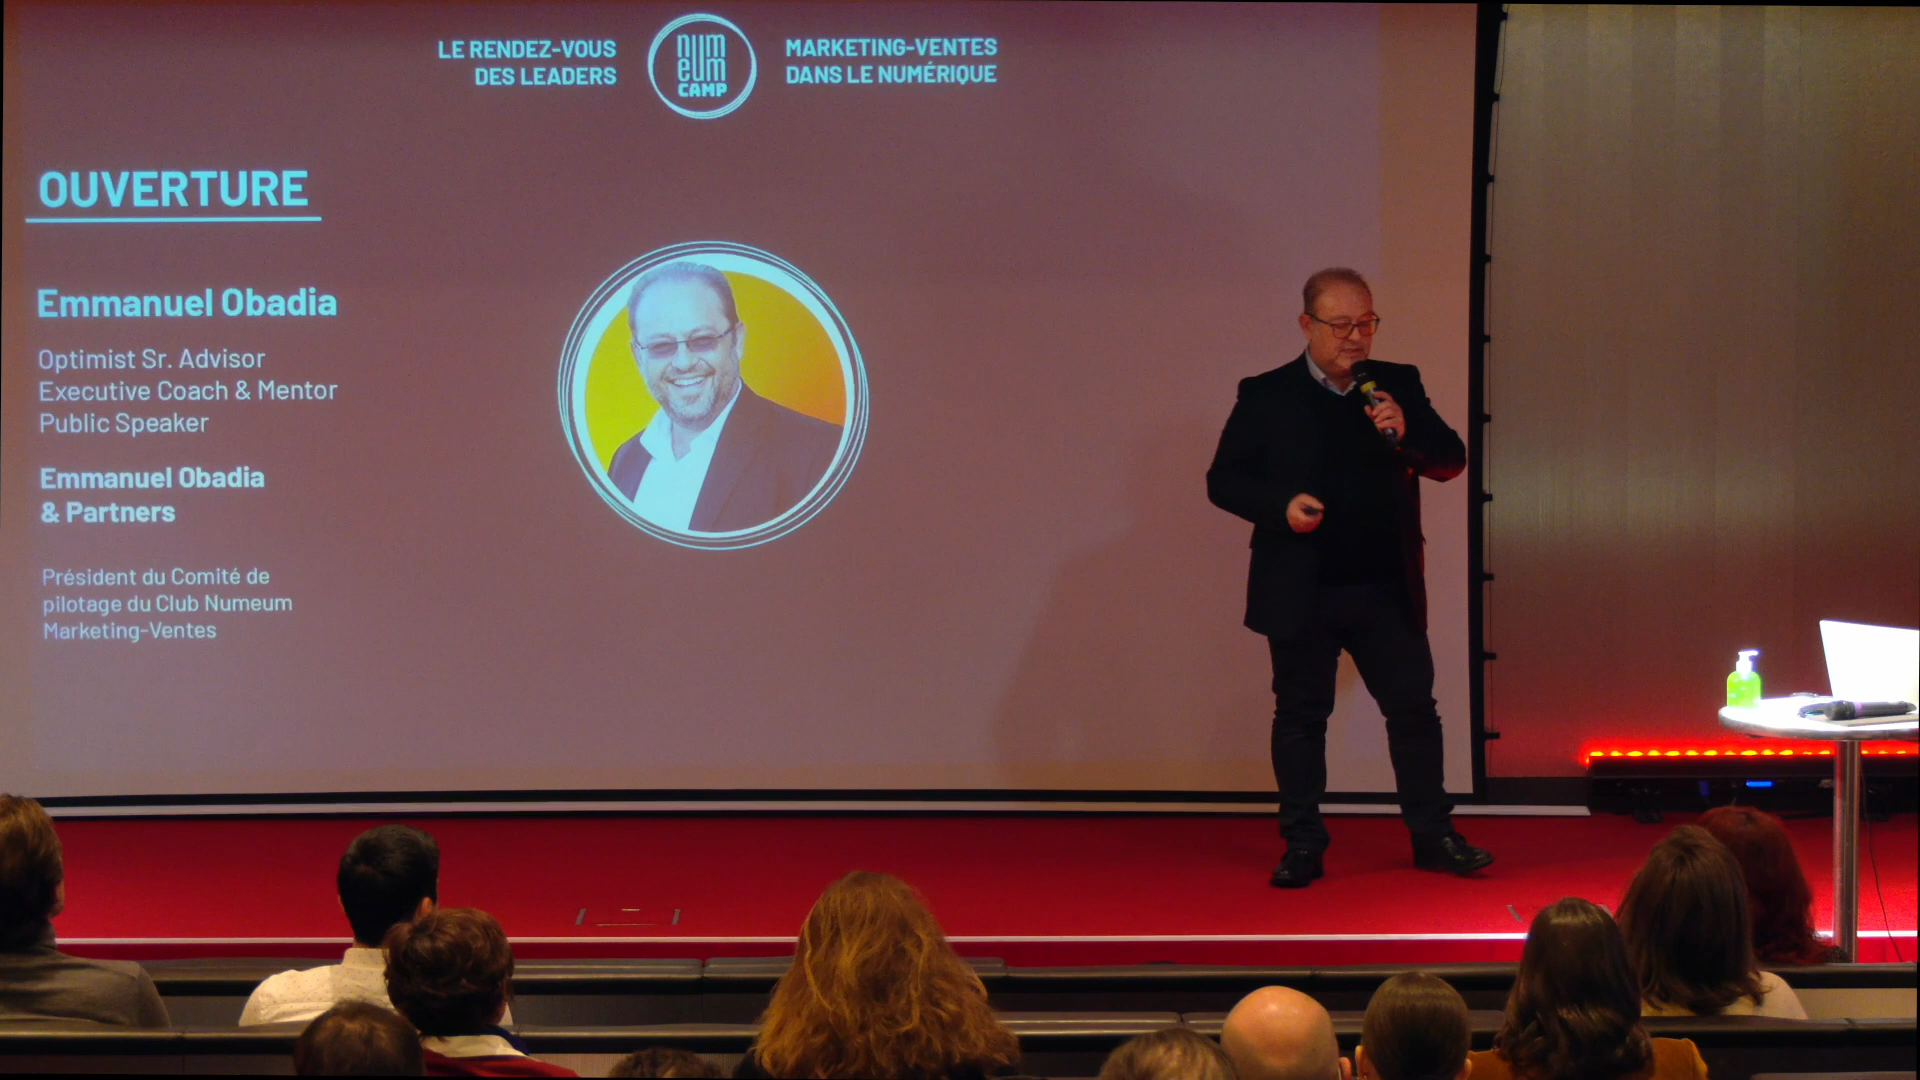 LE RENDEZ-VOUS
DES LEADERS
num
eum
CAMP
MARKETING-VENTES
DANS LE NUMÉRIQUE
OUVERTURE
Emmanuel Obadia
Optimist Sr. Advisor
Executive Coach & Mentor
Public Speaker
Emmanuel Obadia
& Partners
Président du Comité de
pilotage du Club Numeum
Marketing-Ventes